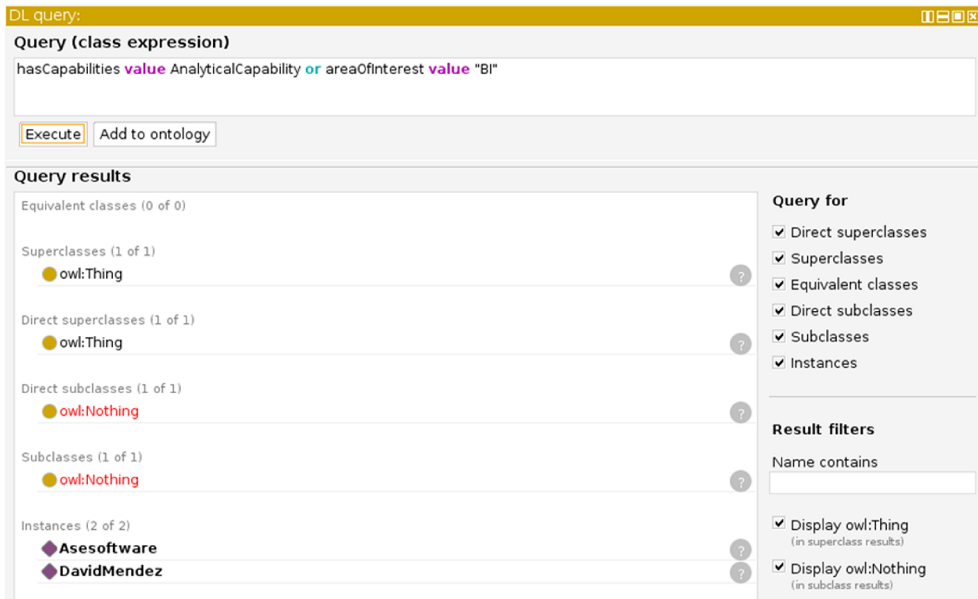 DL query:
Query (class expression)
hasCapabilities value AnalyticalCapability or areaOfInterest value "BI"
Execute
Add to ontology
Query results
Equivalent classes (0 of 0)
Superclasses (1 of 1)
owl:Thing
?
Direct superclasses (1 of 1)
owl:Thing
?
Direct subclasses (1 of 1)
owl:Nothing
?
Subclasses (1 of 1)
owl:Nothing
?
Instances (2 of 2)
Asesoftware
?
DavidMendez
?
Query for
Direct superclasses
Superclasses
Equivalent classes
Direct subclasses
Subclasses
Instances
Result filters
Name contains
Display owl:Thing
(in superclass results)
Display owl:Nothing
(in subclass results)